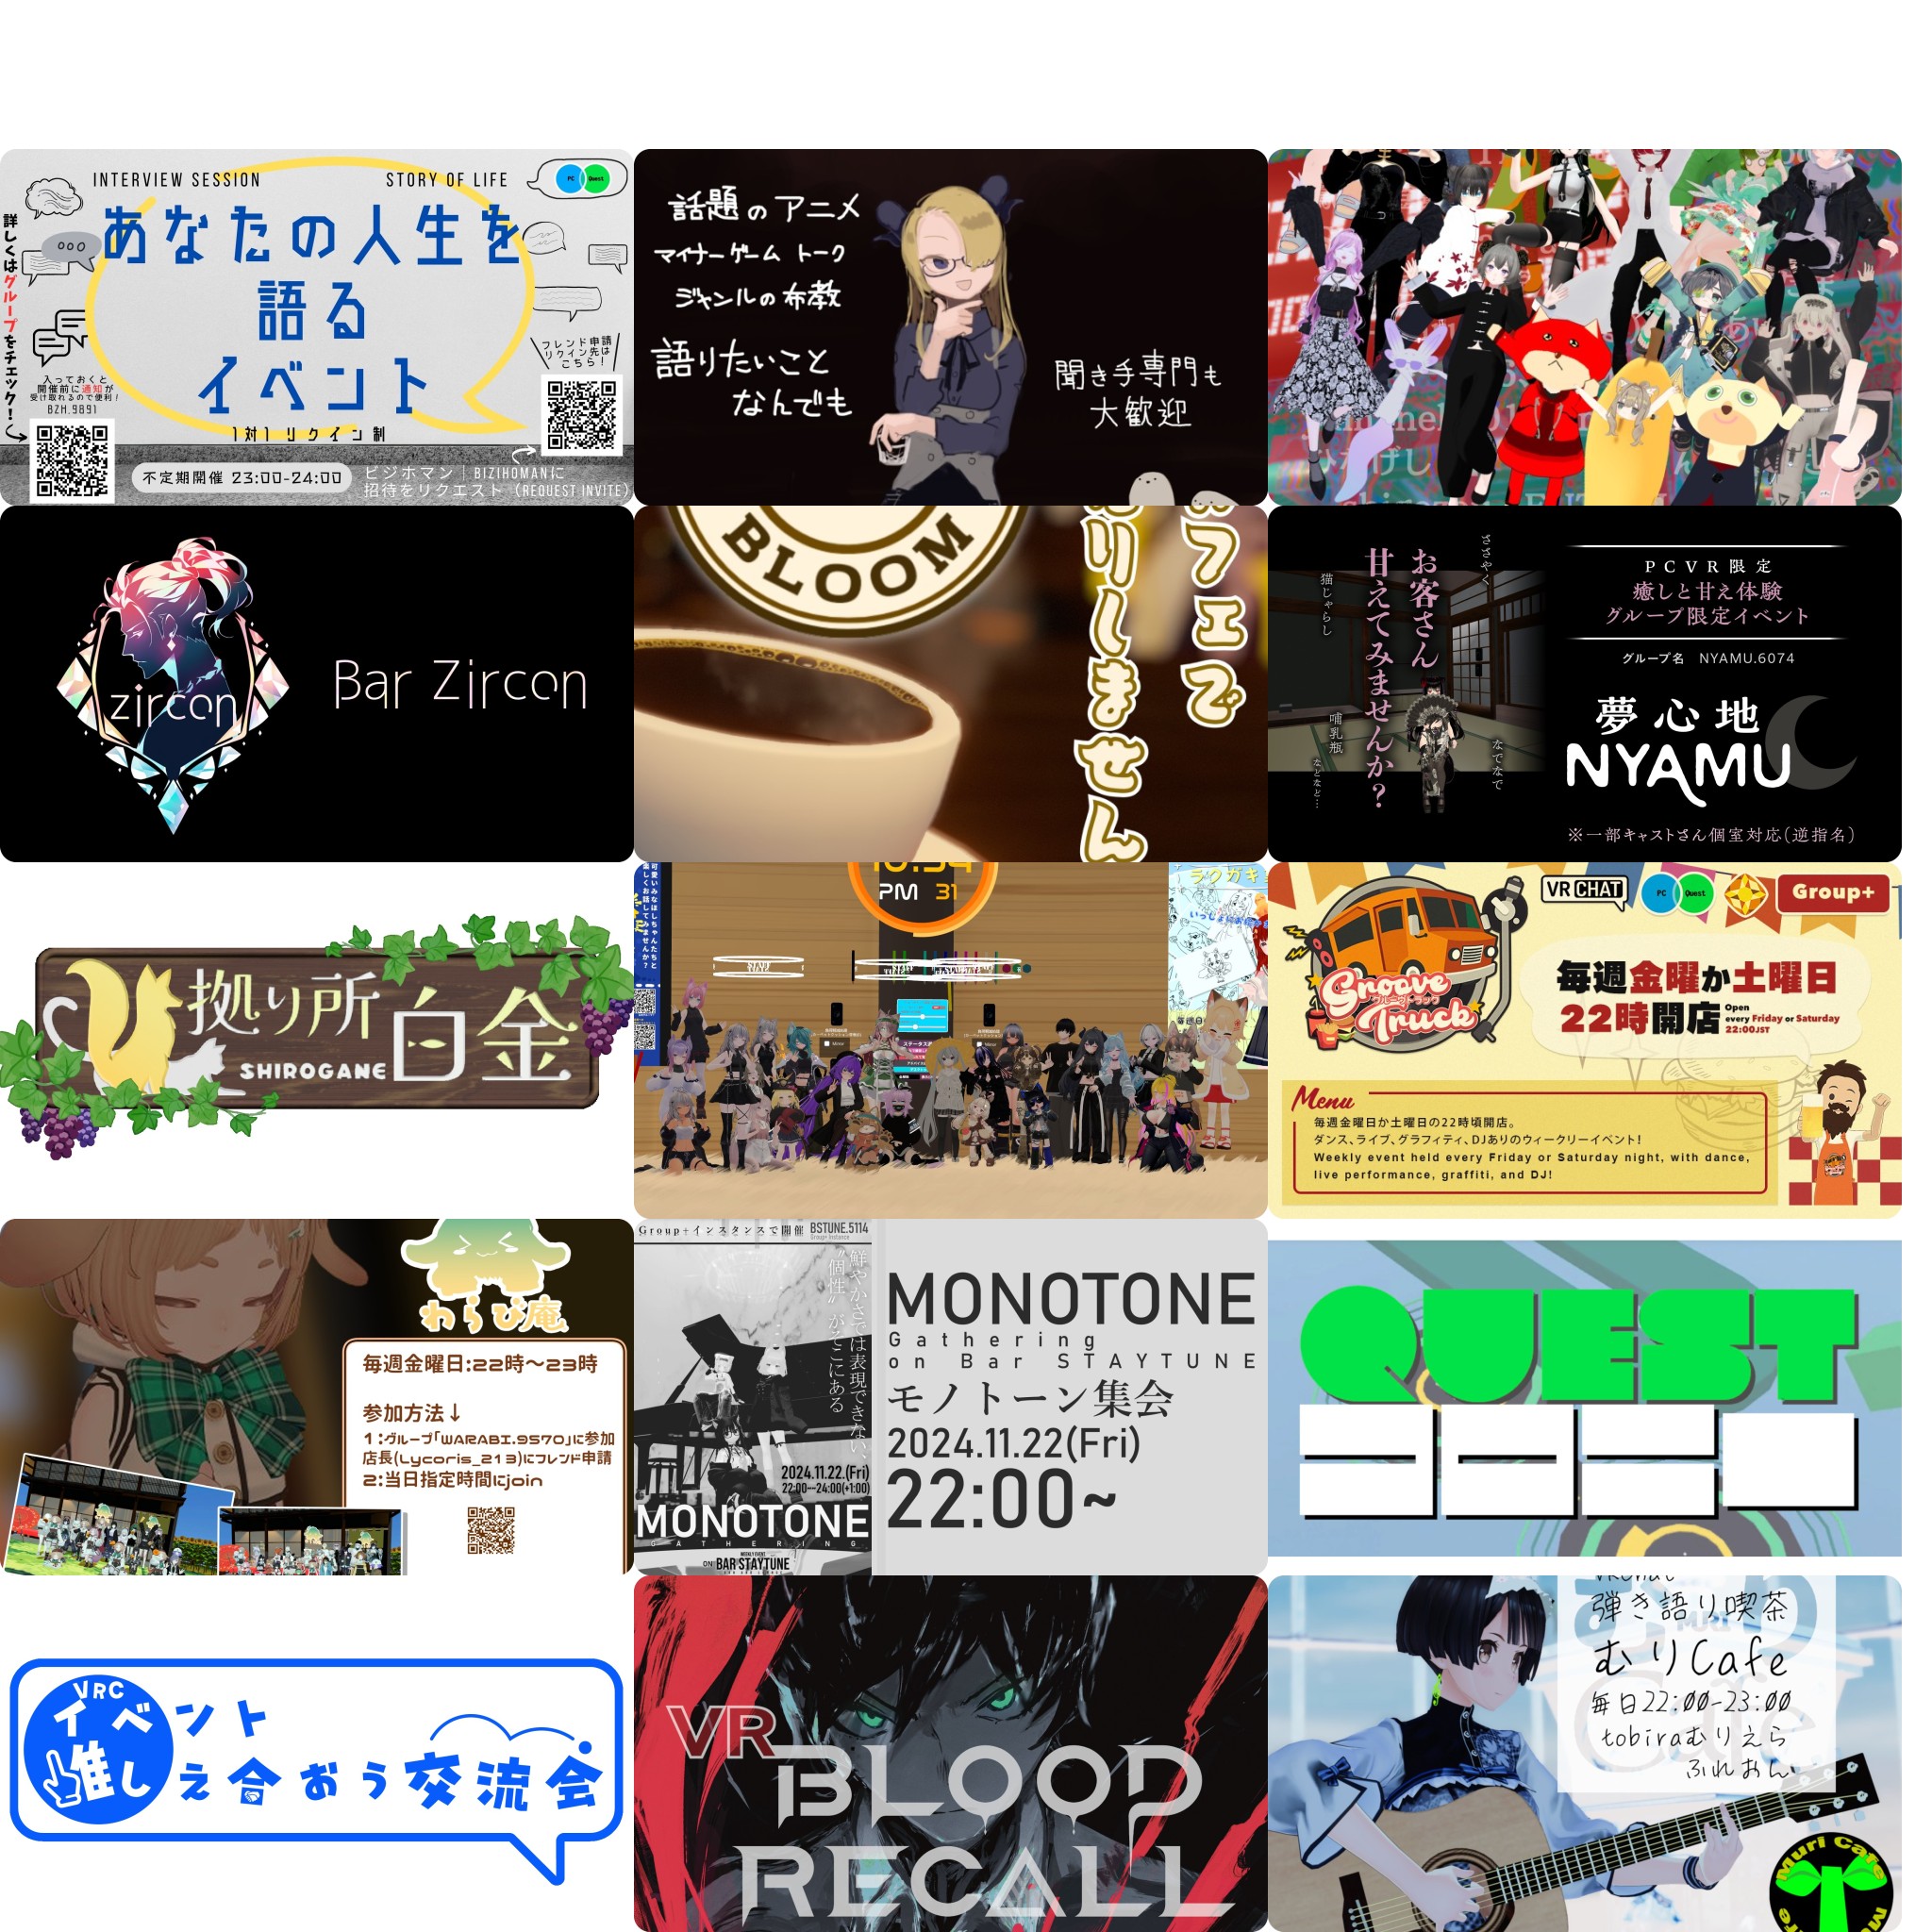 INTERVIEW SESSION
STORY OF LIFE
PC
Quest
あなたの人生を
語る
イベント
1対1 リクイン制
詳しくはグループをチェック!
入っておくと
開催前に通知が
受け取れるので便利!
BZH.9891
フレンド申請
リクイン先は
こちら!
不定期開催 23:00-24:00
ビジホマン|BIZIHOMANに
招待をリクエスト (REQUEST INVITE)
話題のアニメ
マイナーゲーム トーク
ジャンルの布教
語りたいこと
なんでも
聞き手専門も
大歓迎
zircon
Bar Zircon
BLOOM
フェで
りしません
ささやく
お客さん
甘えてみませんか?
猫じゃらし
哺乳瓶
なでなで
などなど…
PCVR限定
癒しと甘え体験
グループ限定イベント
グループ名 NYAMU.6074
夢心地
NYAMU
※一部キャストさん個室対応(逆指名)
拠り所
SHIROGANE
白金
PM 31
ラクガキ
Groove
グルーヴトラック
Truck
VRCHAT
PC
Quest
Group+
毎週金曜か土曜日
22時開店
Open
every Friday or Saturday
22:00JST
Menu
毎週金曜日か土曜日の22時頃開店。
ダンス、ライブ、グラフィティ、DJありのウィークリーイベント!
Weekly event held every Friday or Saturday night, with dance,
live performance, graffiti, and DJ!
わらび庵
毎週金曜日:22時~23時
参加方法↓
1:グループ「WARABI.9570」に参加
店長(Lycoris_213)にフレンド申請
2:当日指定時間にjoin
Group+インスタンスで開催
BSTUNE.5114
Group+ Instance
鮮やかさでは表現できない、
“個性”がそこにある
2024.11.22.(Fri)
22:00~24:00(+1:00)
MONOTONE
GATHERING
ON BAR STAYTUNE
MONOTONE
Gathering
on Bar STAYTUNE
モノトーン集会
2024.11.22(Fri)
22:00~
QUEST
VRC
イベント
推しえ合おう交流会
VR
BLOOD
RECALL
VRChat
弾き語り喫茶
むりCafe
毎日22:00-23:00
tobiraむりえら
ふれおん
Muri Cafe